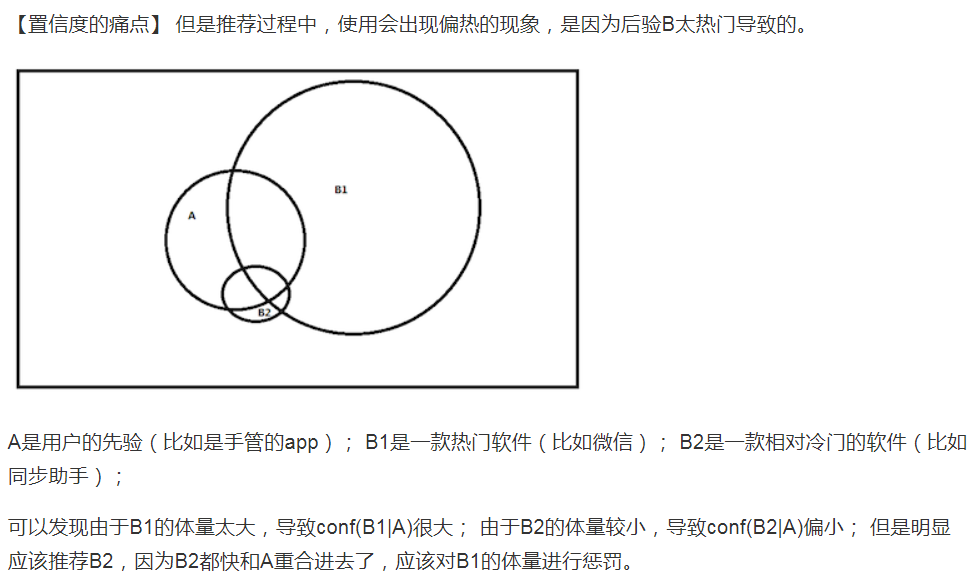 【置信度的痛点】 但是推荐过程中，使用会出现偏热的现象，是因为后验B太热门导致的。
B1
A
B2
A是用户的先验（比如是手管的app）； B1是一款热门软件（比如微信）； B2是一款相对冷门的软件（比如
同步助手）；
可以发现由于B1的体量太大，导致conf(B1|A)很大； 由于B2的体量较小，导致conf(B2|A)偏小； 但是明显
应该推荐B2，因为B2都快和A重合进去了，应该对B1的体量进行惩罚。